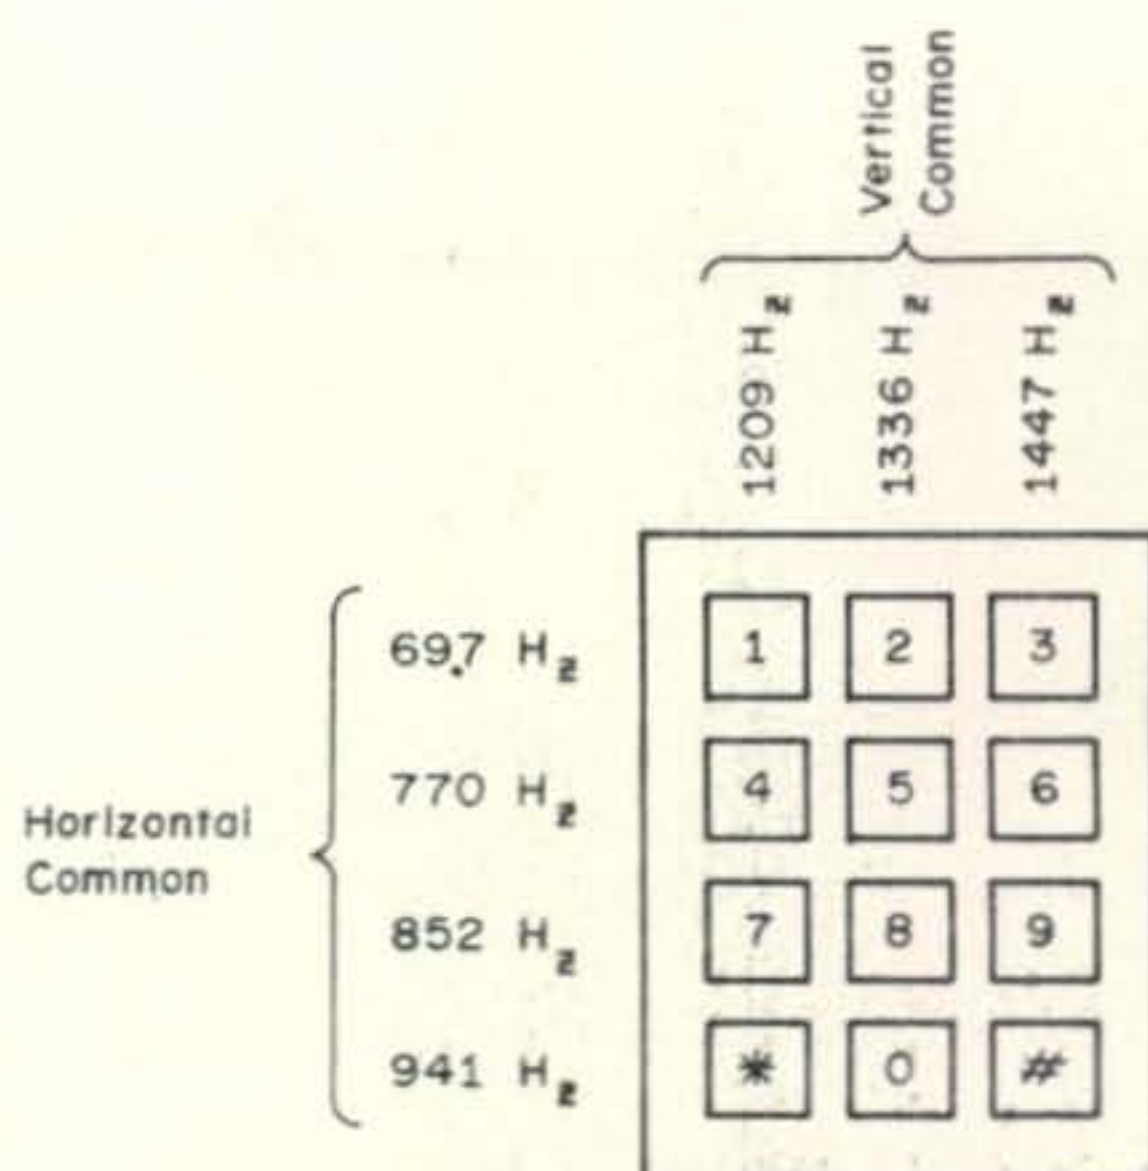 Vertical
Common
1209 Hz
1336 Hz
1447 Hz
697 Hz
1 2 3
770 Hz
4 5 6
Horizontal
Common
852 Hz
7 8 9
941 Hz
* 0 #